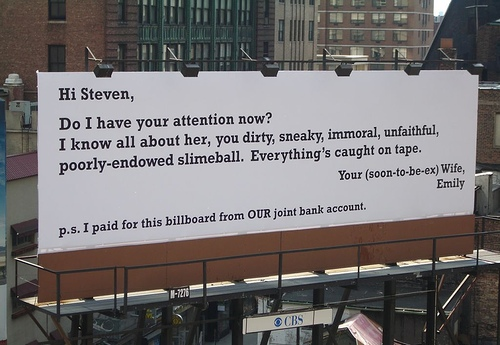 Hi Steven,
Do I have your attention now?
I know all about her, you dirty, sneaky, immoral, unfaithful,
poorly-endowed slimeball. Everything's caught on tape.
Your (soon-to-be-ex) Wife,
Emily
p.s. I paid for this billboard from OUR joint bank account.
N-7276
CBS